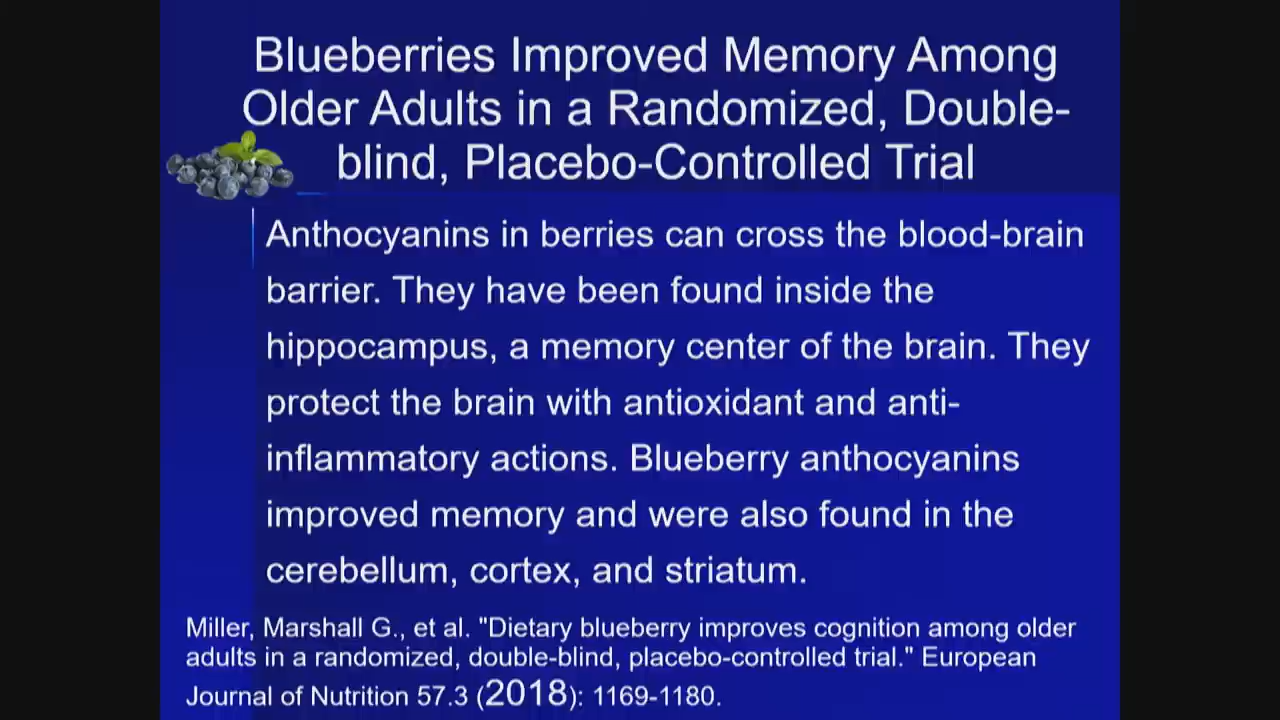 Blueberries Improved Memory Among
Older Adults in a Randomized, Double-
blind, Placebo-Controlled Trial
Anthocyanins in berries can cross the blood-brain
barrier. They have been found inside the
hippocampus, a memory center of the brain. They
protect the brain with antioxidant and anti-
inflammatory actions. Blueberry anthocyanins
improved memory and were also found in the
cerebellum, cortex, and striatum.
Miller, Marshall G., et al. "Dietary blueberry improves cognition among older
adults in a randomized, double-blind, placebo-controlled trial." European
Journal of Nutrition 57.3 (2018): 1169-1180.